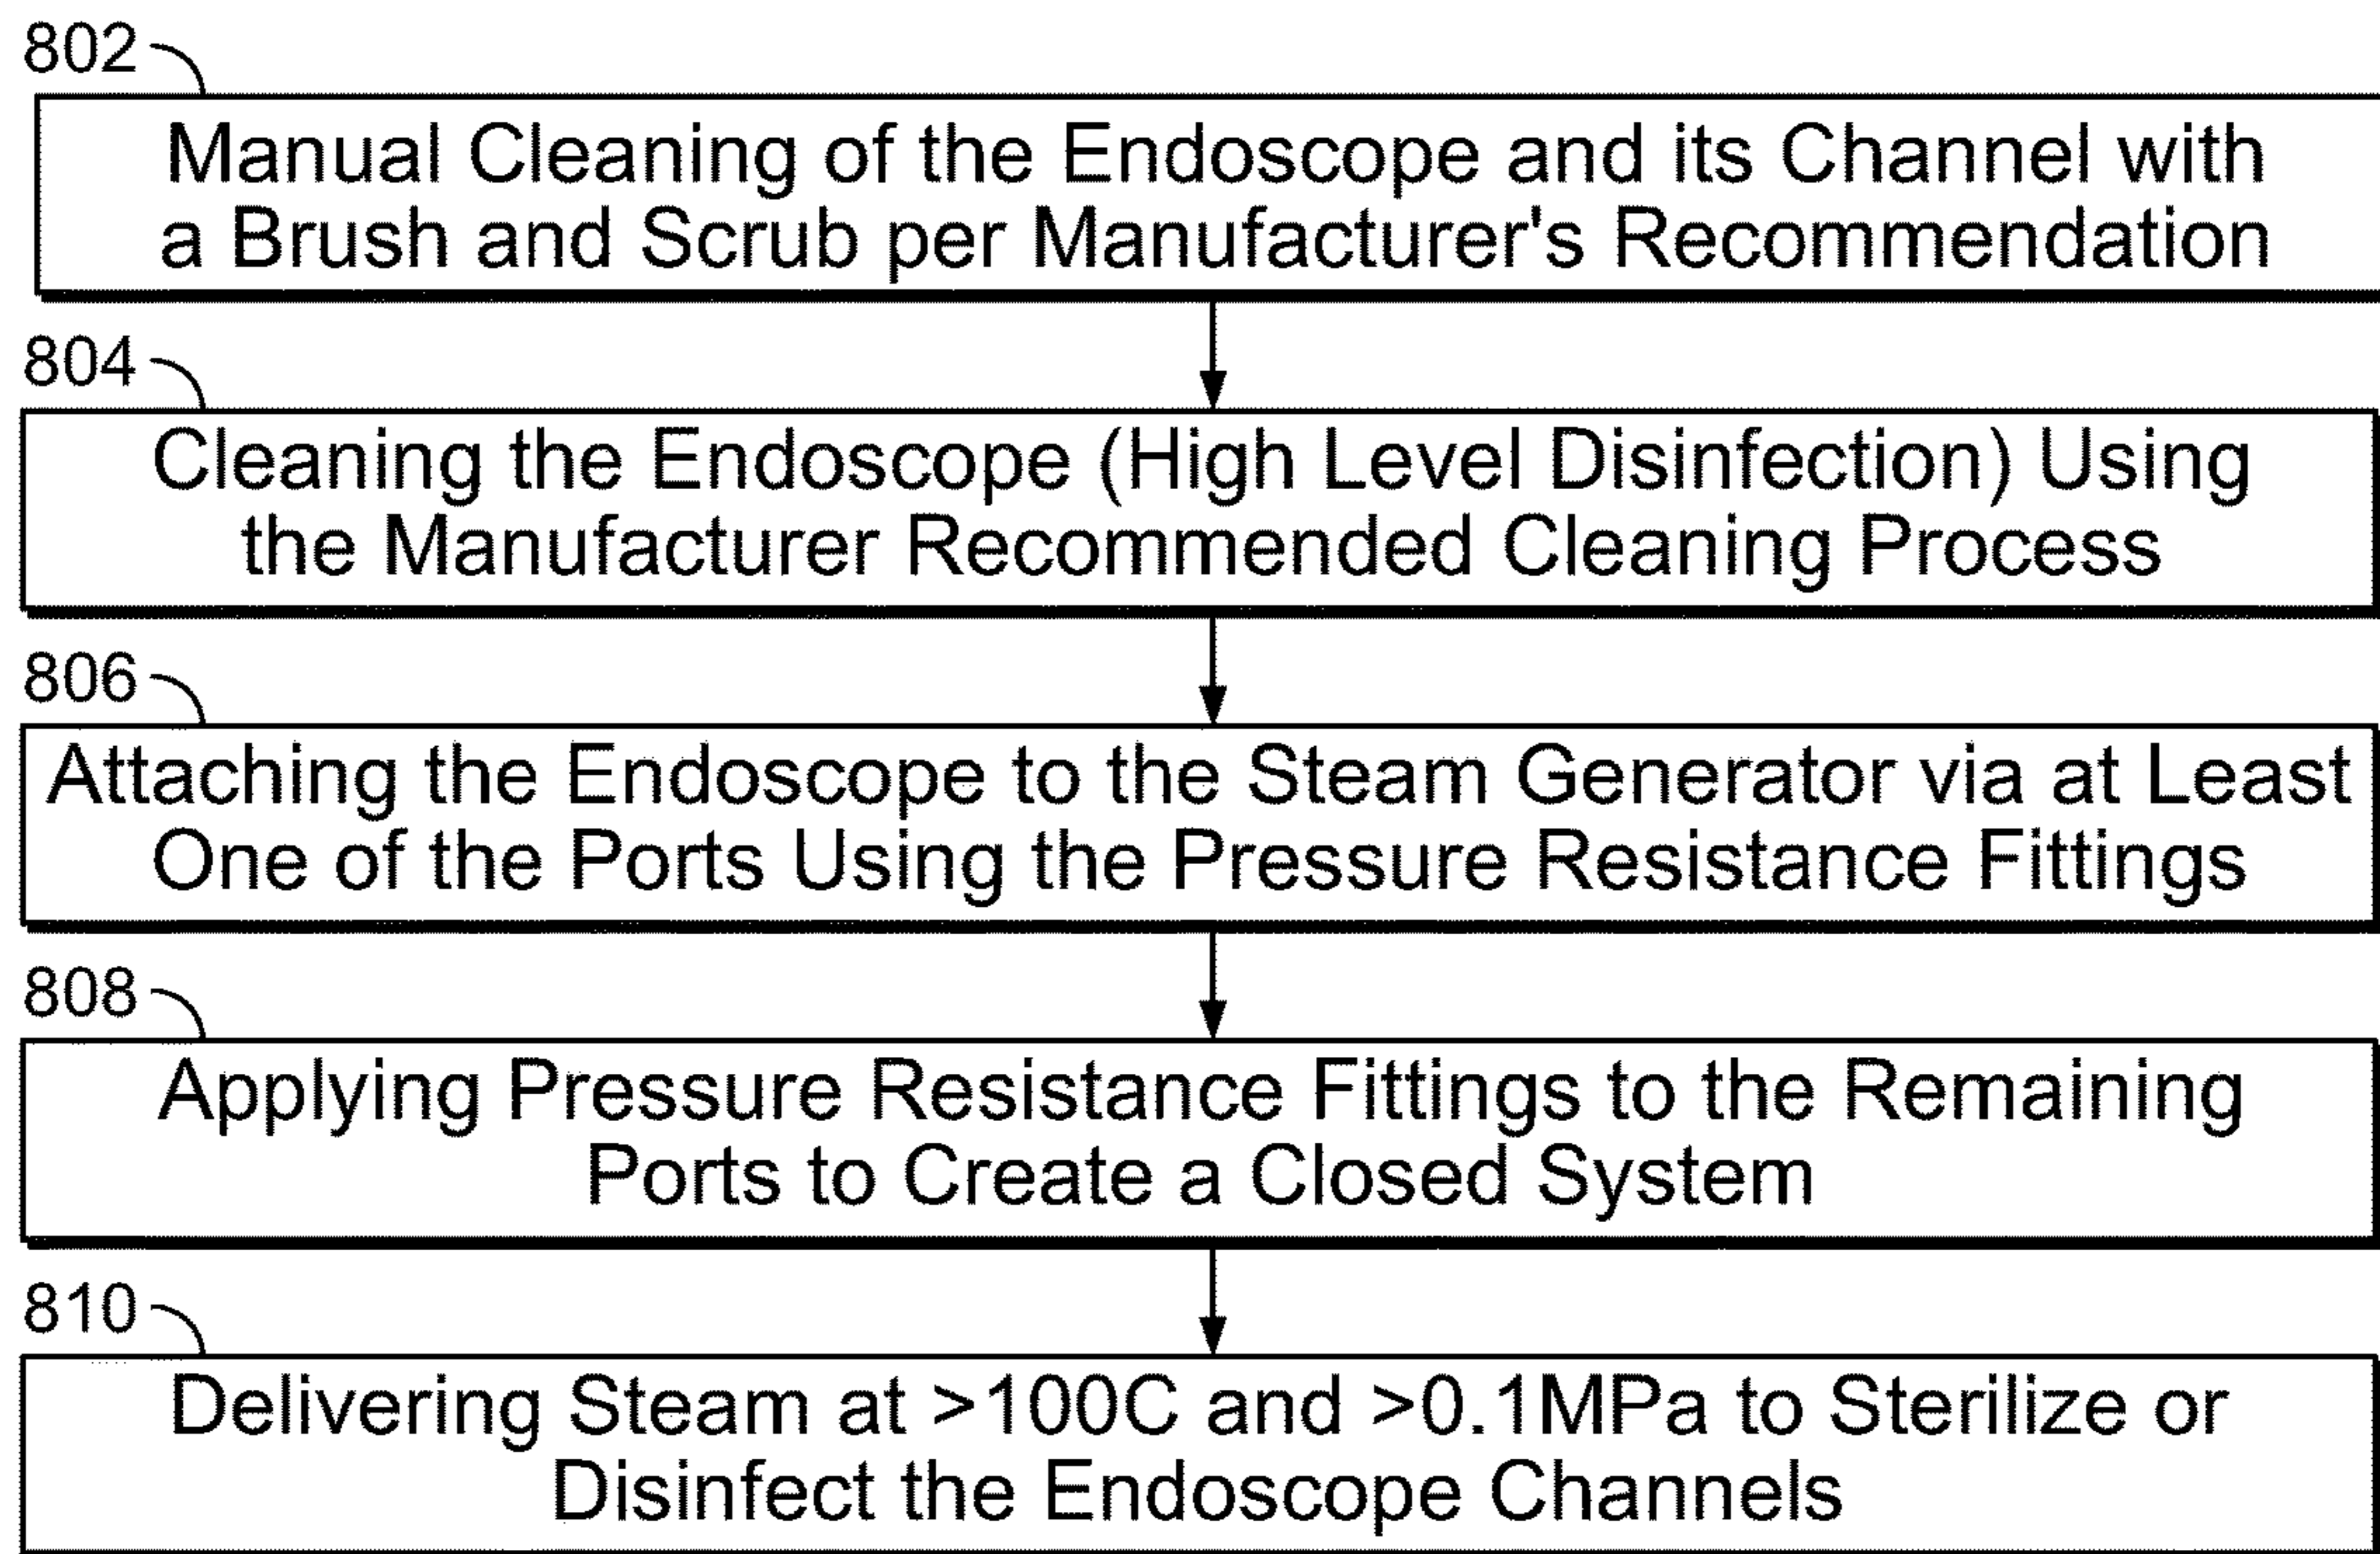 802
Manual Cleaning of the Endoscope and its Channel with
a Brush and Scrub per Manufacturer's Recommendation
804
Cleaning the Endoscope (High Level Disinfection) Using
the Manufacturer Recommended Cleaning Process
806
Attaching the Endoscope to the Steam Generator via at Least
One of the Ports Using the Pressure Resistance Fittings
808
Applying Pressure Resistance Fittings to the Remaining
Ports to Create a Closed System
810
Delivering Steam at >100C and >0.1MPa to Sterilize or
Disinfect the Endoscope Channels